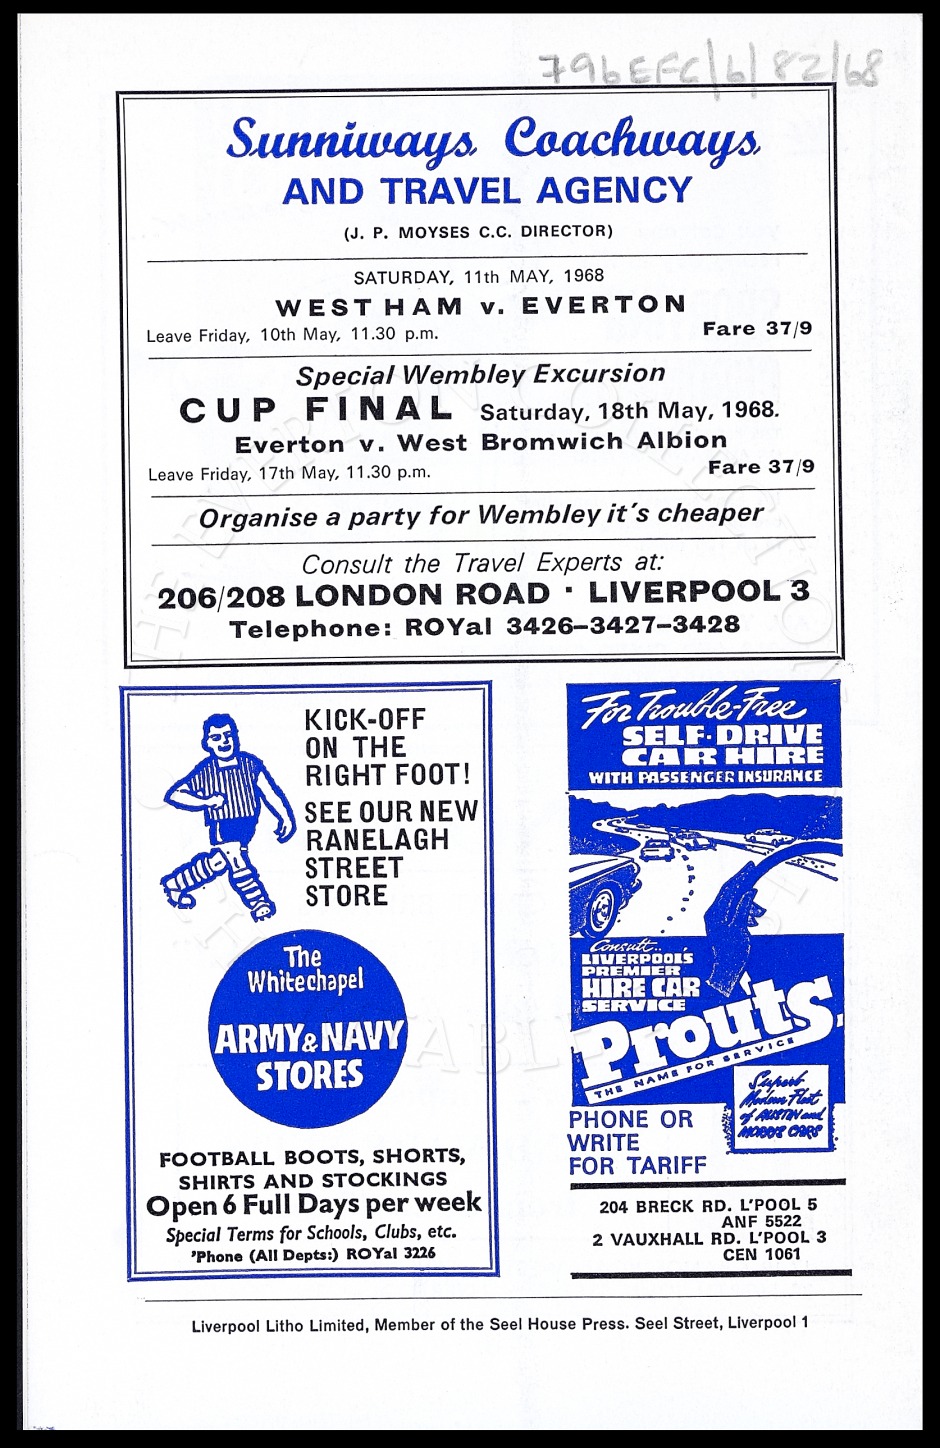 796EFC/6/82/68
Sunniways Coachways
AND TRAVEL AGENCY
(J. P. MOYSES C.C. DIRECTOR)
SATURDAY, 11th MAY, 1968
WEST HAM v. EVERTON
Leave Friday, 10th May, 11.30 p.m. Fare 37/9
Special Wembley Excursion
CUP FINAL Saturday, 18th May, 1968.
Everton v. West Bromwich Albion
Leave Friday, 17th May, 11.30 p.m. Fare 37/9
Organise a party for Wembley it's cheaper
Consult the Travel Experts at:
206/208 LONDON ROAD · LIVERPOOL 3
Telephone: ROYal 3426–3427–3428
KICK-OFF
ON THE
RIGHT FOOT!
SEE OUR NEW
RANELAGH
STREET
STORE
The
Whitechapel
ARMY & NAVY
STORES
FOOTBALL BOOTS, SHORTS,
SHIRTS AND STOCKINGS
Open 6 Full Days per week
Special Terms for Schools, Clubs, etc.
'Phone (All Depts:) ROYal 3226
For Trouble-Free
SELF-DRIVE
CAR HIRE
WITH PASSENGER INSURANCE
Consult..
LIVERPOOL'S
PREMIER
HIRE CAR
SERVICE
Prouts.
THE NAME FOR SERVICE
Superb
Modern Fleet
of AUSTIN and
MORRIS CARS
PHONE OR
WRITE
FOR TARIFF
204 BRECK RD. L'POOL 5
ANF 5522
2 VAUXHALL RD. L'POOL 3
CEN 1061
Liverpool Litho Limited, Member of the Seel House Press. Seel Street, Liverpool 1